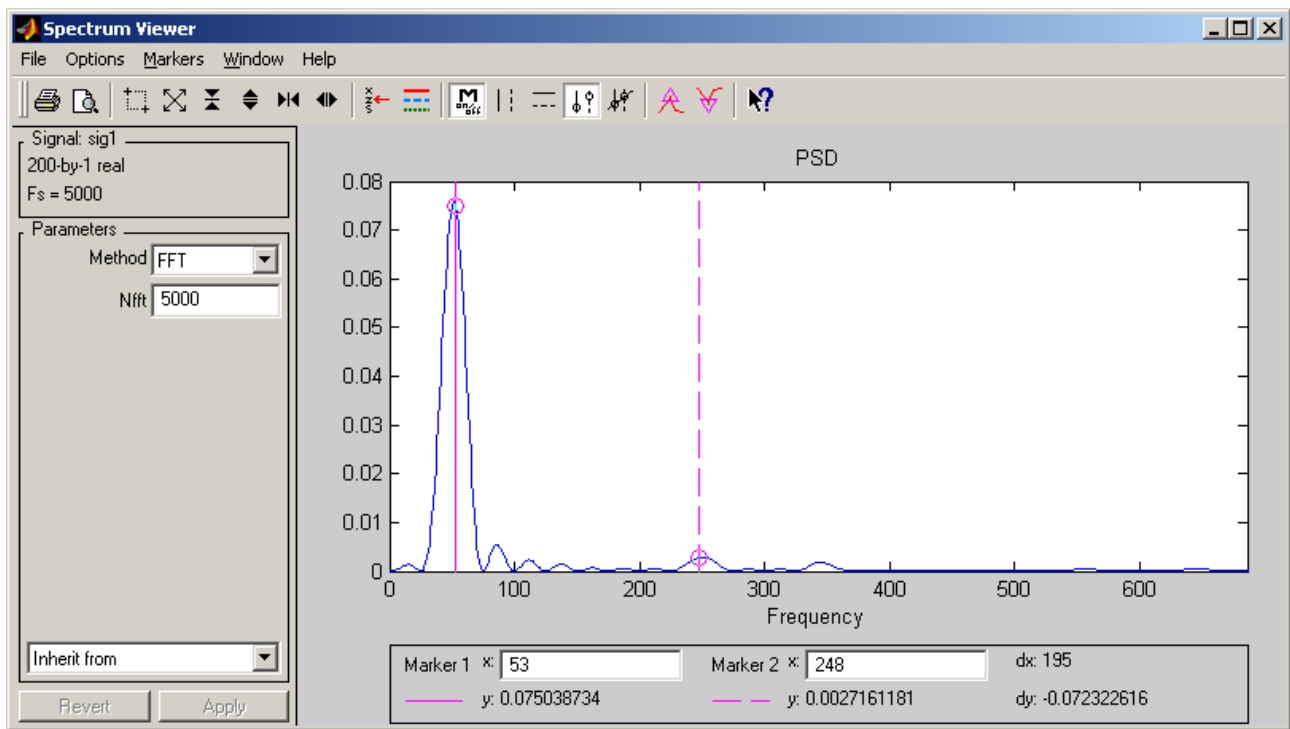 Spectrum Viewer
File Options Markers Window Help
M on/off
Signal: sig1
200-by-1 real
Fs = 5000
Parameters
Method FFT
Nfft 5000
Inherit from
Revert Apply
PSD
0.08
0.07
0.06
0.05
0.04
0.03
0.02
0.01
0
0 100 200 300 400 500 600
Frequency
Marker 1 x: 53 Marker 2 x: 248 dx: 195
y: 0.075038734 y: 0.0027161181 dy: -0.072322616